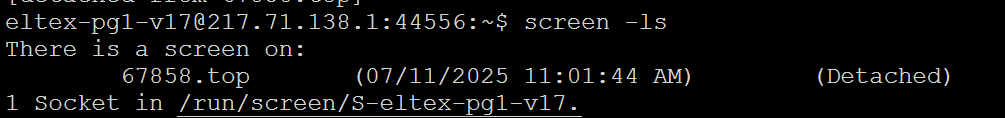 eltex-pg1-v17@217.71.138.1:44556:~$ screen -ls
There is a screen on:
        67858.top       (07/11/2025 11:01:44 AM)        (Detached)
1 Socket in /run/screen/S-eltex-pg1-v17.